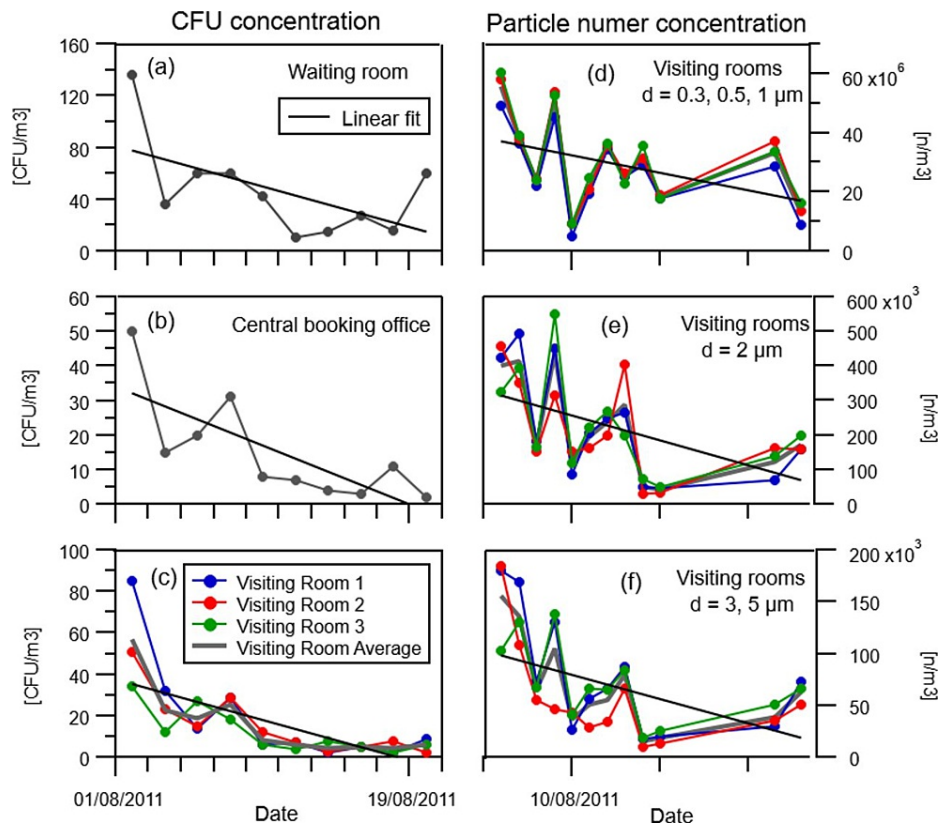 CFU concentration
Particle numer concentration
160
120
80
40
0
[CFU/m3]
(a)
Waiting room
Linear fit
(d)
Visiting rooms
d = 0.3, 0.5, 1 µm
60 x10⁶
40
20
0
[n/m3]
60
50
40
30
20
10
0
[CFU/m3]
(b)
Central booking office
(e)
Visiting rooms
d = 2 µm
600 x10³
500
400
300
200
100
0
[n/m3]
100
80
60
40
20
0
[CFU/m3]
(c)
Visiting Room 1
Visiting Room 2
Visiting Room 3
Visiting Room Average
(f)
Visiting rooms
d = 3, 5 µm
200 x10³
150
100
50
0
[n/m3]
01/08/2011
19/08/2011
Date
10/08/2011
Date